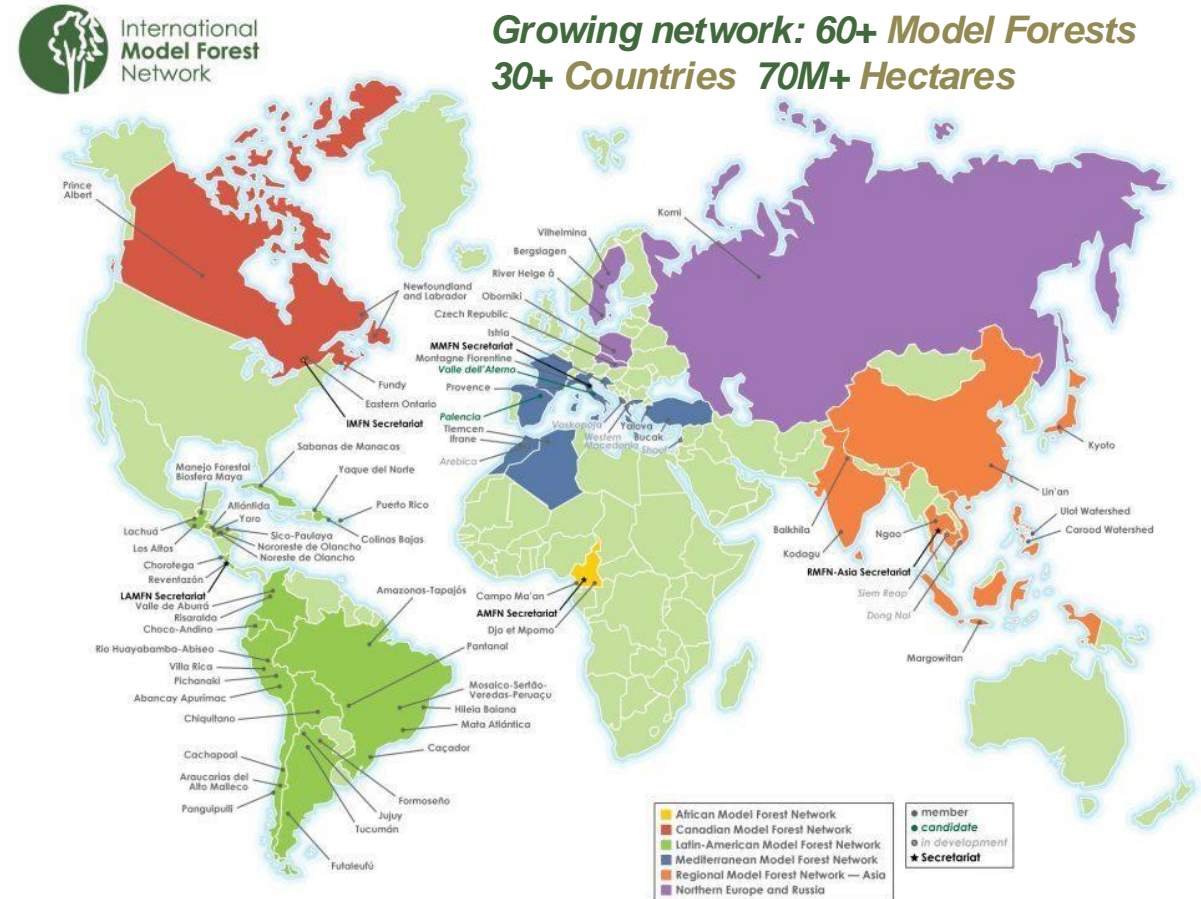 International
Model Forest
Network
Growing network: 60+ Model Forests
30+ Countries 70M+ Hectares
Prince
Albert
Newfoundland
and Labrador
Fundy
Eastern Ontario
IMFN Secretariat
Vilhelmina
Bergslagen
River Helge å
Oborniki
Czech Republic
Istria
MMFN Secretariat
Montagne Fiorentine
Valle dell'Aterno
Provence
Palencia
Tlemcen
Ifrane
Arebica
Voskopoja
Western
Macedonia
Yalova
Bucak
Shouf
Komi
Kyoto
Lin'an
Balkhila
Kodagu
Ngao
Ulot Watershed
Carood Watershed
RMFN-Asia Secretariat
Siem Reap
Dong Nai
Margowitan
Sabanas de Manacas
Manejo Forestal
Biosfera Maya
Yaque del Norte
Atlántida
Yoro
Puerto Rico
Lachuá
Sico-Paulaya
Colinas Bajas
Los Altos
Nororeste de Olancho
Noreste de Olancho
Chorotega
Reventazón
LAMFN Secretariat
Valle de Aburrá
Risaralda
Choco-Andino
Rio Huayabamba-Abiseo
Villa Rica
Pichanaki
Abancay Apurimac
Chiquitano
Cachapoal
Araucarias del
Alto Malleco
Panguipulli
Amazonas-Tapajós
Pantanal
Mosaico-Sertão-
Veredas-Peruaçu
Hileia Baiana
Mata Atlántica
Caçador
Formoseño
Jujuy
Tucumán
Futaleufú
Campo Ma'an
AMFN Secretariat
Dja et Mpomo
African Model Forest Network
Canadian Model Forest Network
Latin-American Model Forest Network
Mediterranean Model Forest Network
Regional Model Forest Network — Asia
Northern Europe and Russia
member
candidate
in development
Secretariat